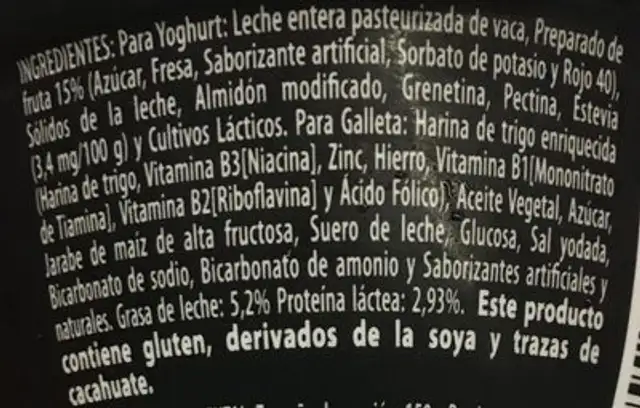 INGREDIENTES: Para Yoghurt: Leche entera pasteurizada de vaca, Preparado de
fruta 15% (Azúcar, Fresa, Saborizante artificial, Sorbato de potasio y Rojo 40),
Sólidos de la leche, Almidón modificado, Grenetina, Pectina, Estevia
(3,4 mg/100 g) y Cultivos Lácticos. Para Galleta: Harina de trigo enriquecida
(Harina de trigo, Vitamina B3[Niacina], Zinc, Hierro, Vitamina B1[Mononitrato
de Tiamina], Vitamina B2[Riboflavina] y Ácido Fólico), Aceite Vegetal, Azúcar,
Jarabe de maíz de alta fructosa, Suero de leche, Glucosa, Sal yodada,
Bicarbonato de sodio, Bicarbonato de amonio y Saborizantes artificiales y
naturales. Grasa de leche: 5,2% Proteína láctea: 2,93%. Este producto
contiene gluten, derivados de la soya y trazas de
cacahuate.